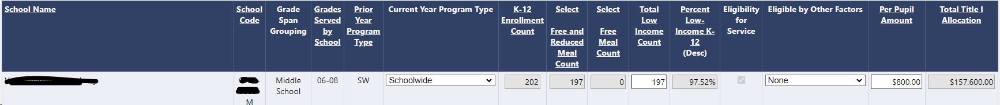 School Name
School Code
Grade Span Grouping
Grades Served by School
Prior Year Program Type
Current Year Program Type
K-12 Enrollment Count
Select Free and Reduced Meal Count
Select Free Meal Count
Total Low Income Count
Percent Low-Income K-12 (Desc)
Eligibility for Service
Eligible by Other Factors
Per Pupil Amount
Total Title I Allocation
M
Middle School
06-08
SW
Schoolwide
202
197
0
197
97.52%
None
$800.00
$157,600.00